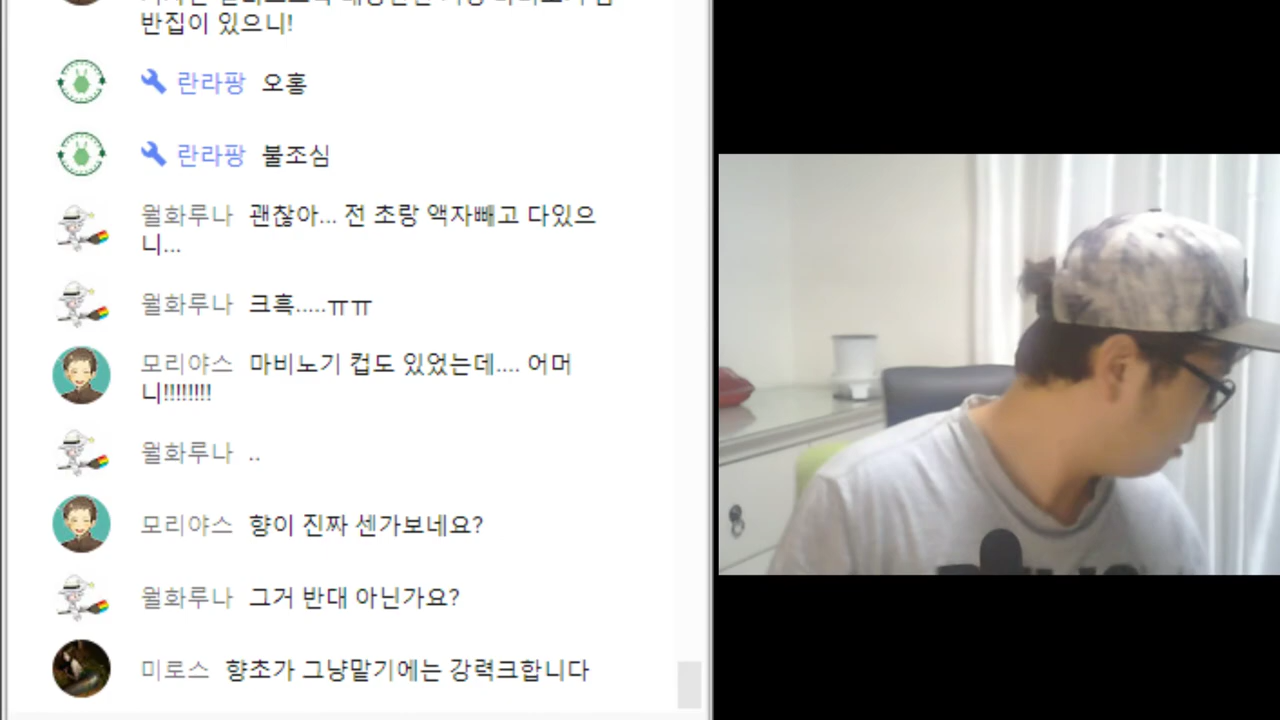 반집이 있으니!
란라팡 오홍
란라팡 불조심
월화루나 괜찮아... 전 초랑 액자빼고 다있으
니...
월화루나 크흑.....ㅠㅠ
모리야스 마비노기 컵도 있었는데.... 어머
니!!!!!!!!
월화루나 ..
모리야스 향이 진짜 센가보네요?
월화루나 그거 반대 아닌가요?
미로스 향초가 그냥맡기에는 강력크합니다